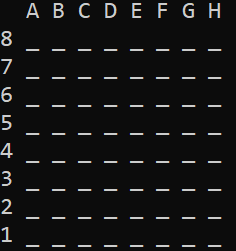 A B C D E F G H
8 _ _ _ _ _ _ _ _
7 _ _ _ _ _ _ _ _
6 _ _ _ _ _ _ _ _
5 _ _ _ _ _ _ _ _
4 _ _ _ _ _ _ _ _
3 _ _ _ _ _ _ _ _
2 _ _ _ _ _ _ _ _
1 _ _ _ _ _ _ _ _